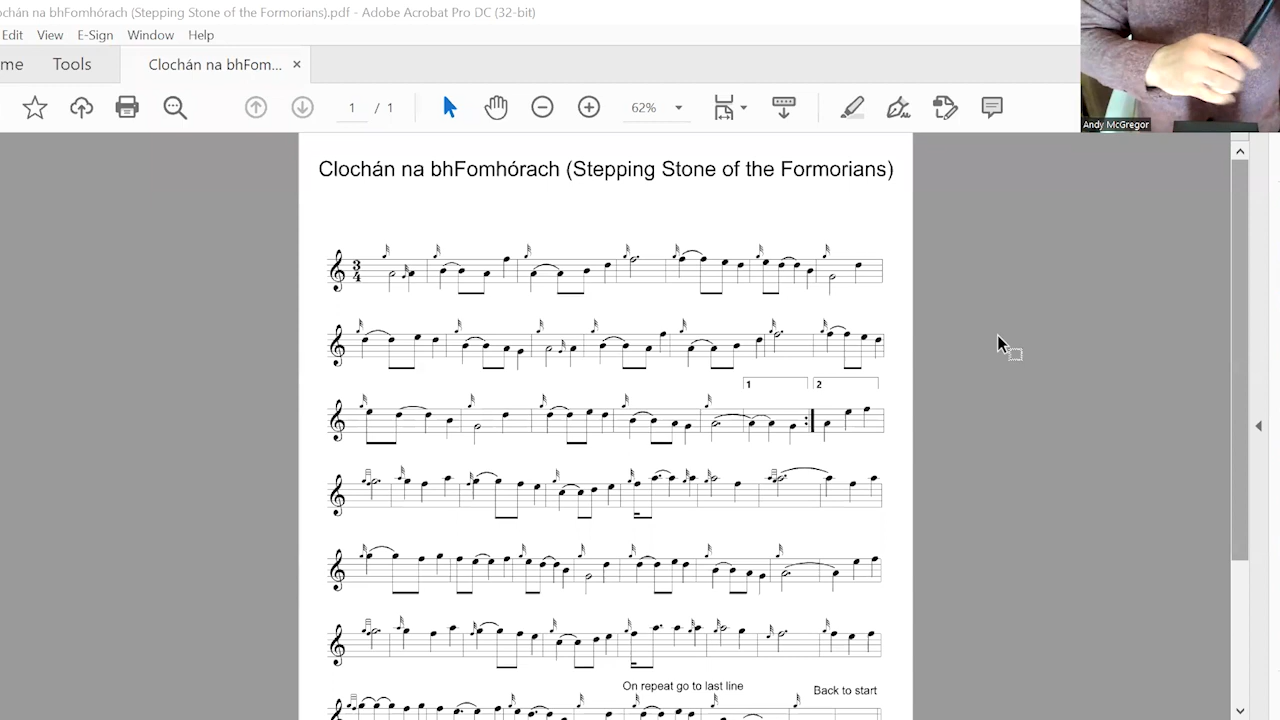 ochán na bhFomhórach (Stepping Stone of the Formorians).pdf - Adobe Acrobat Pro DC (32-bit)
Edit View E-Sign Window Help
me Tools Clochán na bhFom... ×
1 / 1 62%
Andy McGregor
Clochán na bhFomhórach (Stepping Stone of the Formorians)
3
4
1 2
On repeat go to last line
Back to start